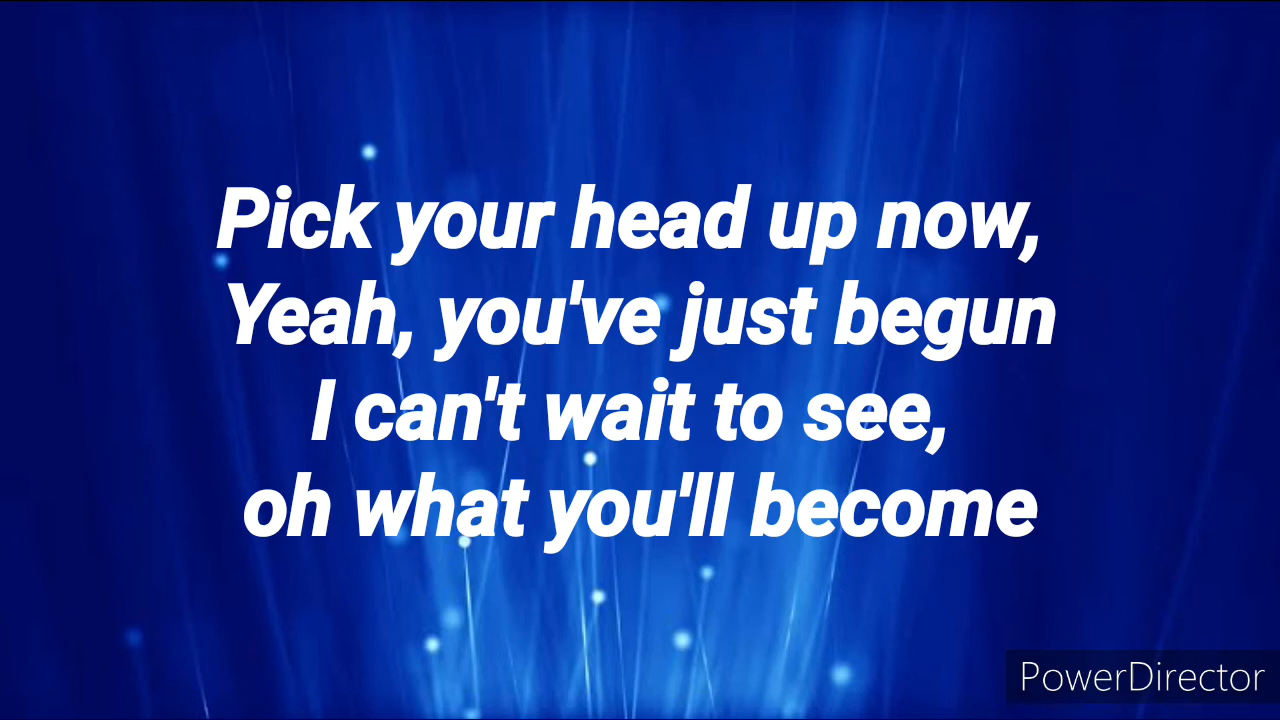 Pick your head up now,
Yeah, you've just begun
I can't wait to see,
oh what you'll become
PowerDirector